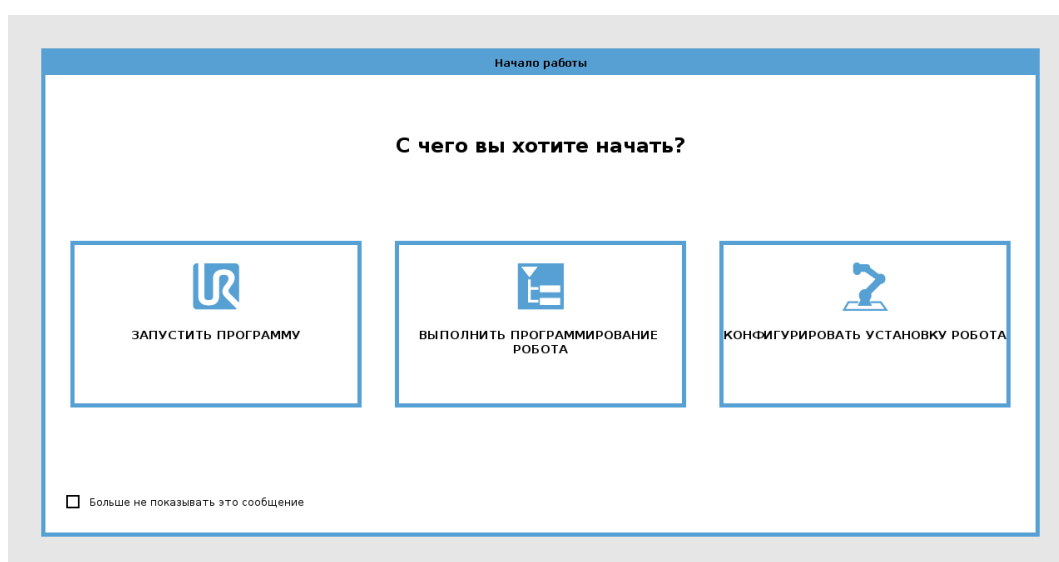 Начало работы
С чего вы хотите начать?
ЗАПУСТИТЬ ПРОГРАММУ
ВЫПОЛНИТЬ ПРОГРАММИРОВАНИЕ
РОБОТА
КОНФИГУРИРОВАТЬ УСТАНОВКУ РОБОТА
Больше не показывать это сообщение